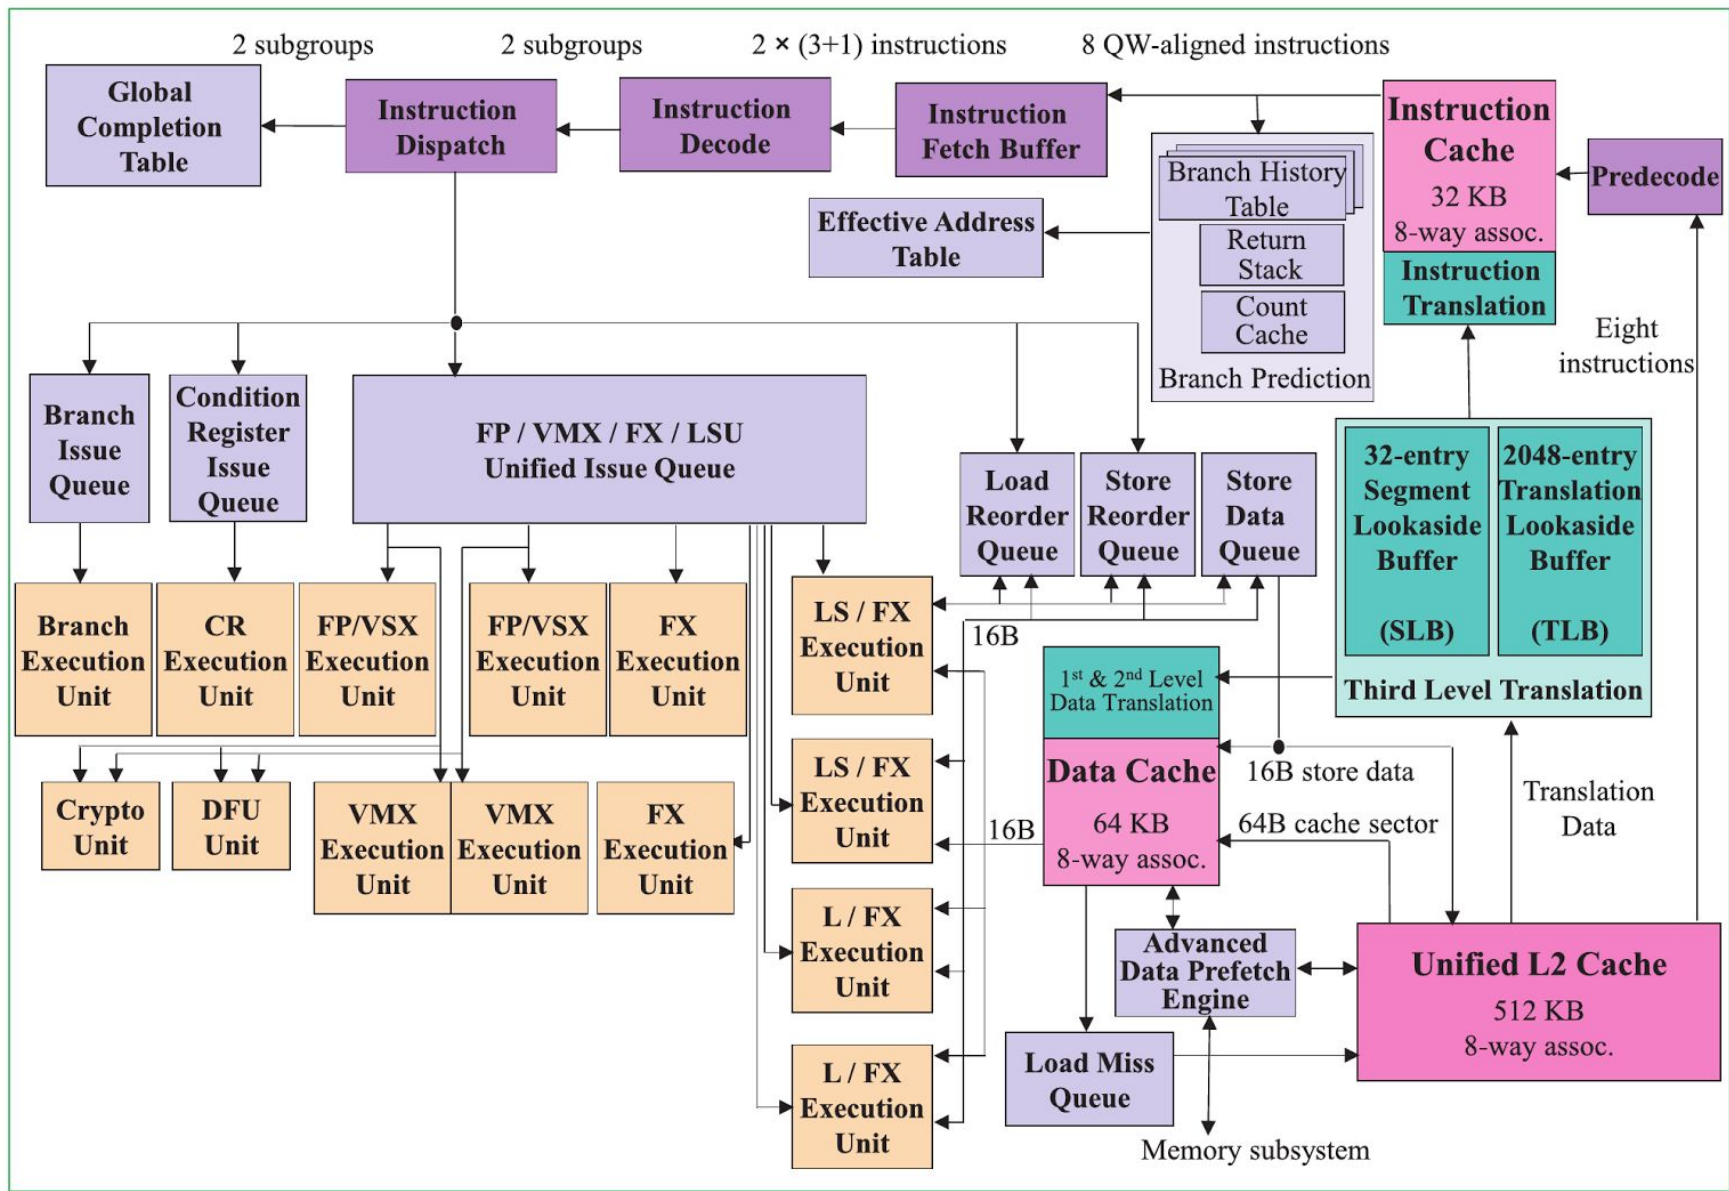 2 subgroups
2 subgroups
2 × (3+1) instructions
8 QW-aligned instructions
Global
Completion
Table
Instruction
Dispatch
Instruction
Decode
Instruction
Fetch Buffer
Instruction
Cache
32 KB
8-way assoc.
Instruction
Translation
Predecode
Branch History
Table
Return
Stack
Count
Cache
Branch Prediction
Effective Address
Table
Eight
instructions
Branch
Issue
Queue
Condition
Register
Issue
Queue
FP / VMX / FX / LSU
Unified Issue Queue
Load
Reorder
Queue
Store
Reorder
Queue
Store
Data
Queue
32-entry
Segment
Lookaside
Buffer
(SLB)
2048-entry
Translation
Lookaside
Buffer
(TLB)
Third Level Translation
Branch
Execution
Unit
CR
Execution
Unit
FP/VSX
Execution
Unit
FP/VSX
Execution
Unit
FX
Execution
Unit
LS / FX
Execution
Unit
16B
1st & 2nd Level
Data Translation
Data Cache
64 KB
8-way assoc.
16B store data
64B cache sector
Translation
Data
Crypto
Unit
DFU
Unit
VMX
Execution
Unit
VMX
Execution
Unit
FX
Execution
Unit
LS / FX
Execution
Unit
16B
L / FX
Execution
Unit
Advanced
Data Prefetch
Engine
Unified L2 Cache
512 KB
8-way assoc.
L / FX
Execution
Unit
Load Miss
Queue
Memory subsystem